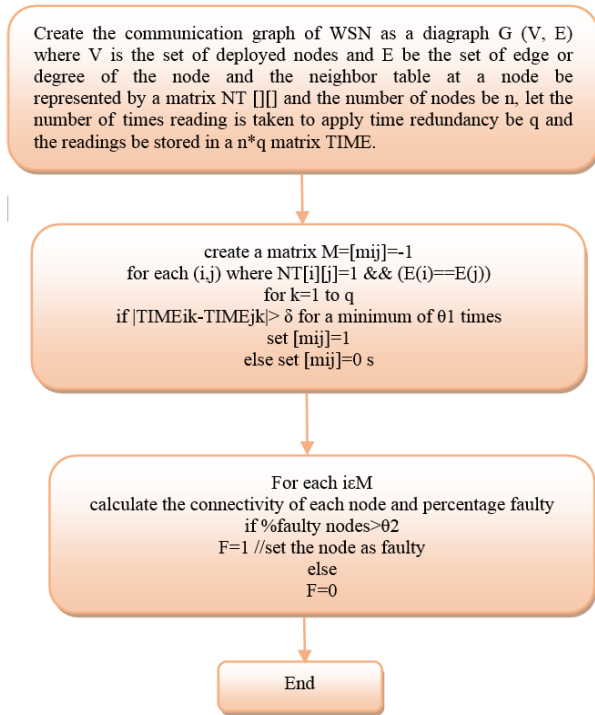 Create the communication graph of WSN as a diagraph G (V, E)
where V is the set of deployed nodes and E be the set of edge or
degree of the node and the neighbor table at a node be
represented by a matrix NT [][] and the number of nodes be n, let the
number of times reading is taken to apply time redundancy be q and
the readings be stored in a n*q matrix TIME.
create a matrix M=[mij]=-1
for each (i,j) where NT[i][j]=1 && (E(i)==E(j))
for k=1 to q
if |TIMEik-TIMEjk|> δ for a minimum of θ1 times
set [mij]=1
else set [mij]=0 s
For each iεM
calculate the connectivity of each node and percentage faulty
if %faulty nodes>θ2
F=1 //set the node as faulty
else
F=0
End